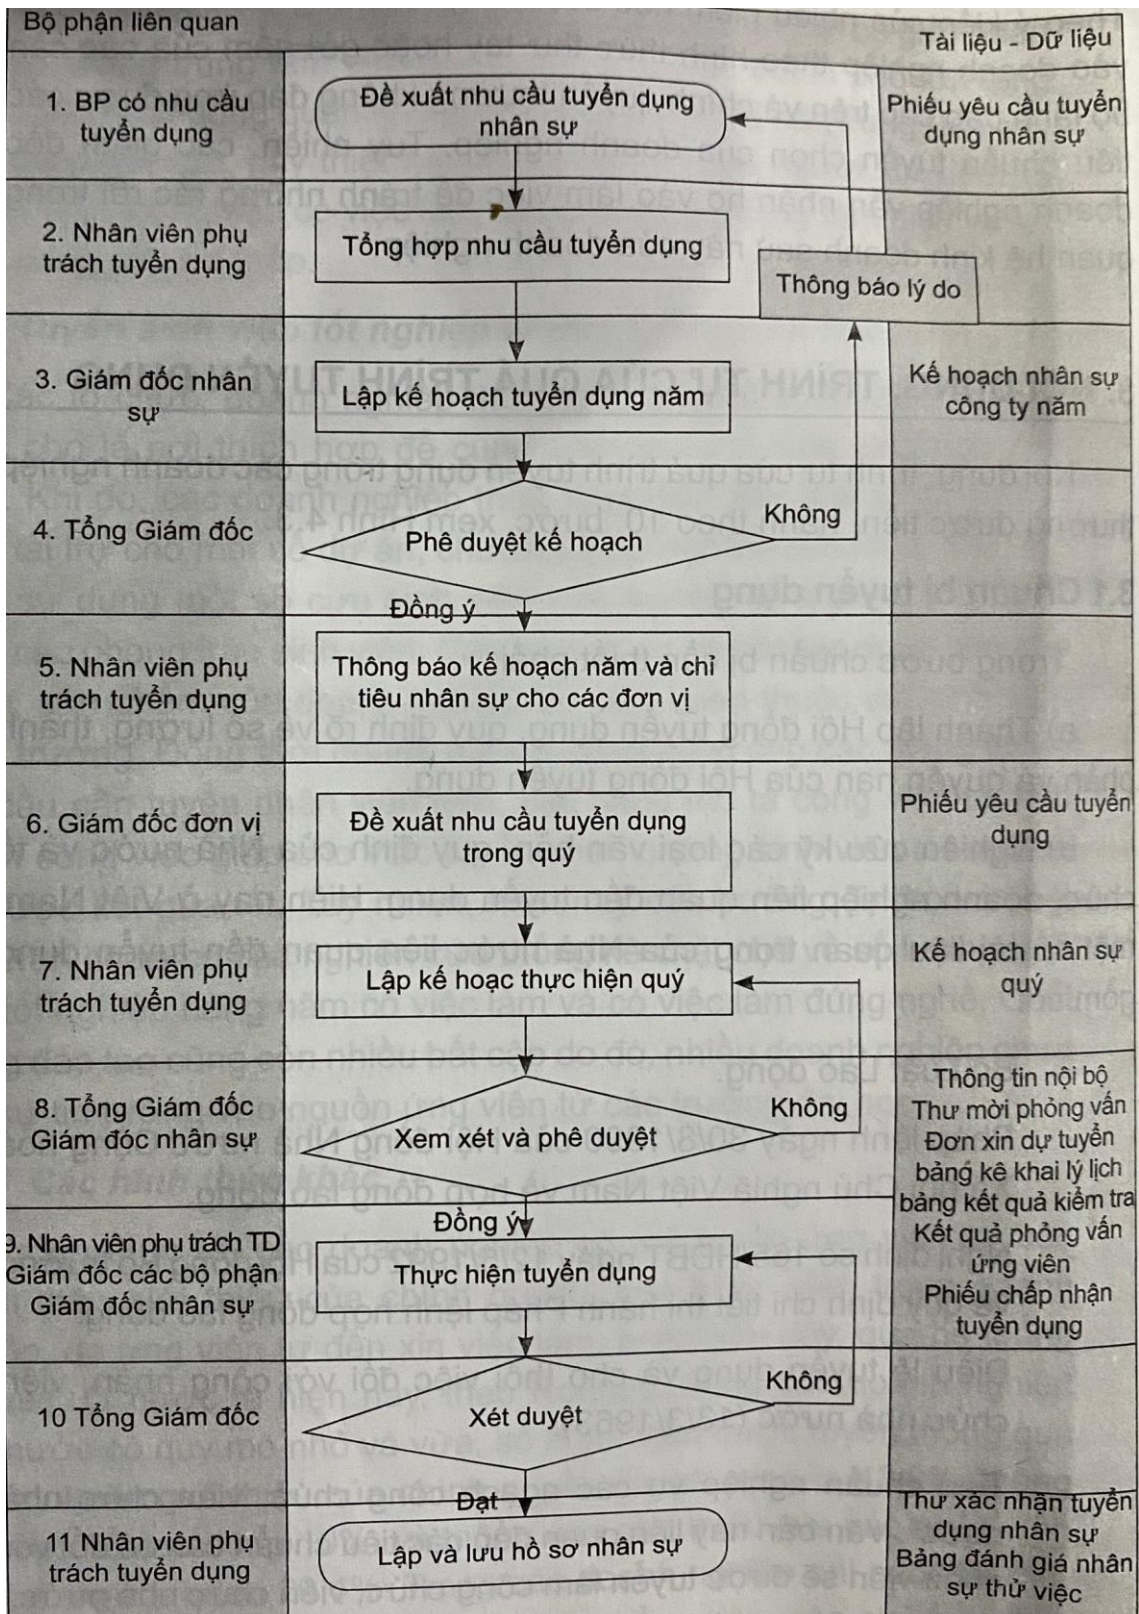 Bộ phận liên quan
Tài liệu - Dữ liệu
1. BP có nhu cầu
tuyển dụng
Đề xuất nhu cầu tuyển dụng
nhân sự
Phiếu yêu cầu tuyển
dụng nhân sự
2. Nhân viên phụ
trách tuyển dụng
Tổng hợp nhu cầu tuyển dụng
Thông báo lý do
3. Giám đốc nhân
sự
Lập kế hoạch tuyển dụng năm
Kế hoạch nhân sự
công ty năm
4. Tổng Giám đốc
Phê duyệt kế hoạch
Không
Đồng ý
5. Nhân viên phụ
trách tuyển dụng
Thông báo kế hoạch năm và chỉ
tiêu nhân sự cho các đơn vị
6. Giám đốc đơn vị
Đề xuất nhu cầu tuyển dụng
trong quý
Phiếu yêu cầu tuyển
dụng
7. Nhân viên phụ
trách tuyển dụng
Lập kế hoạc thực hiện quý
Kế hoạch nhân sự
quý
8. Tổng Giám đốc
Giám đóc nhân sự
Xem xét và phê duyệt
Không
Đồng ý
Thông tin nội bộ
Thư mời phỏng vấn
Đơn xin dự tuyển
bảng kê khai lý lịch
bảng kết quả kiểm tra
Kết quả phỏng vấn
ứng viên
Phiếu chấp nhận
tuyển dụng
9. Nhân viên phụ trách TD
Giám đốc các bộ phận
Giám đốc nhân sự
Thực hiện tuyển dụng
10 Tổng Giám đốc
Xét duyệt
Không
Đạt
11 Nhân viên phụ
trách tuyển dụng
Lập và lưu hồ sơ nhân sự
Thư xác nhận tuyển
dụng nhân sự
Bảng đánh giá nhân
sự thử việc